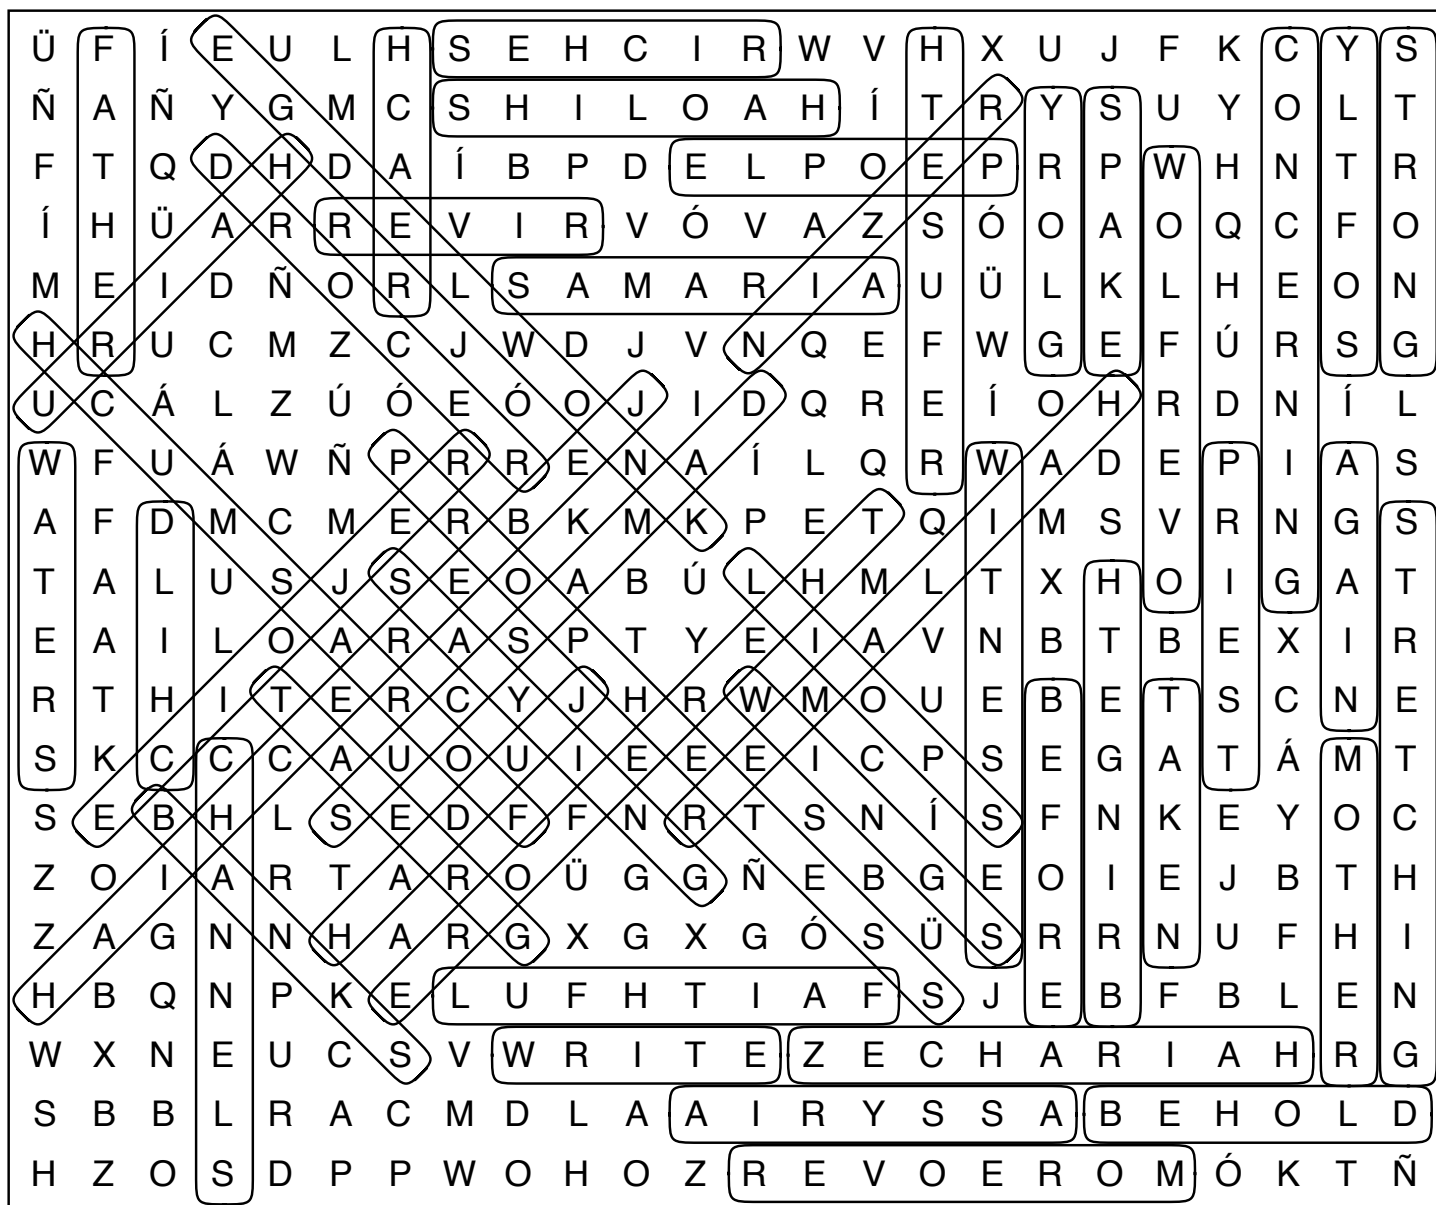 Ü F Í E U L H S E H C I R W V H X U J F K C Y S
Ñ A Ñ Y G M C S H I L O A H Í T R Y S U Y O L T
F T Q D H D A Í B P D E L P O E P R P W H N T R
Í H Ü A R R E V I R V Ó V A Z S Ó O A O Q C F O
M E I D Ñ O R L S A M A R I A U Ü L K L H E O N
H R U C M Z C J W D J V N Q E F W G E F Ú R S G
U C Á L Z Ú Ó E Ó O J I D Q R E Í O H R D N Í L
W F U Á W Ñ P R R E N A Í L Q R W A D E P I A S
A F D M C M E R B K M K P E T Q I M S V R N G S
T A L U S J S E O A B Ú L H M L T X H O I G A T
E A I L O A R A S P T Y E I A V N B T B E X I R
R T H I T E R C Y J H R W M O U E B E T S C N E
S K C C C A U O U I E E E I C P S E G A T Á M T
S E B H L S E D F F N R T S N Í S F N K E Y O C
Z O I A R T A R O Ü G G Ñ E B G E O I E J B T H
Z A G N N H A R G X G X G Ó S Ü S R R N U F H I
H B Q N P K E L U F H T I A F S J E B F B L E N
W X N E U C S V W R I T E Z E C H A R I A H R G
S B B L R A C M D L A A I R Y S S A B E H O L D
H Z O S D P P W O H O Z R E V O E R O M Ó K T Ñ